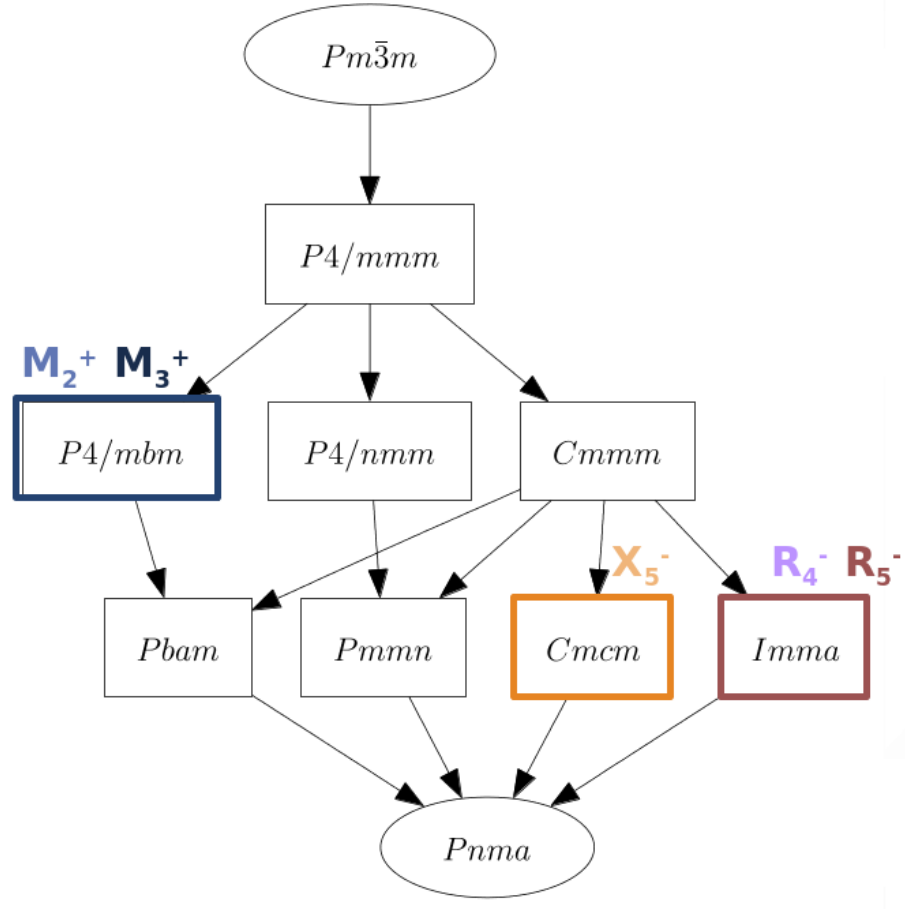 Pm3̄m
P4/mmm
M₂⁺ M₃⁺
P4/mbm P4/nmm Cmmm
X₅⁻ R₄⁻ R₅⁻
Pbam Pmmn Cmcm Imma
Pnma